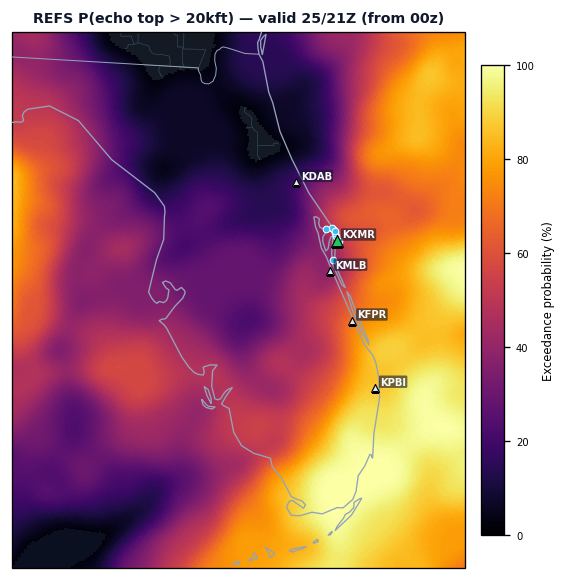 REFS P(echo top > 20kft) — valid 25/21Z (from 00z)
KDAB
KXMR
KMLB
KFPR
KPBI
100
80
60
40
20
0
Exceedance probability (%)